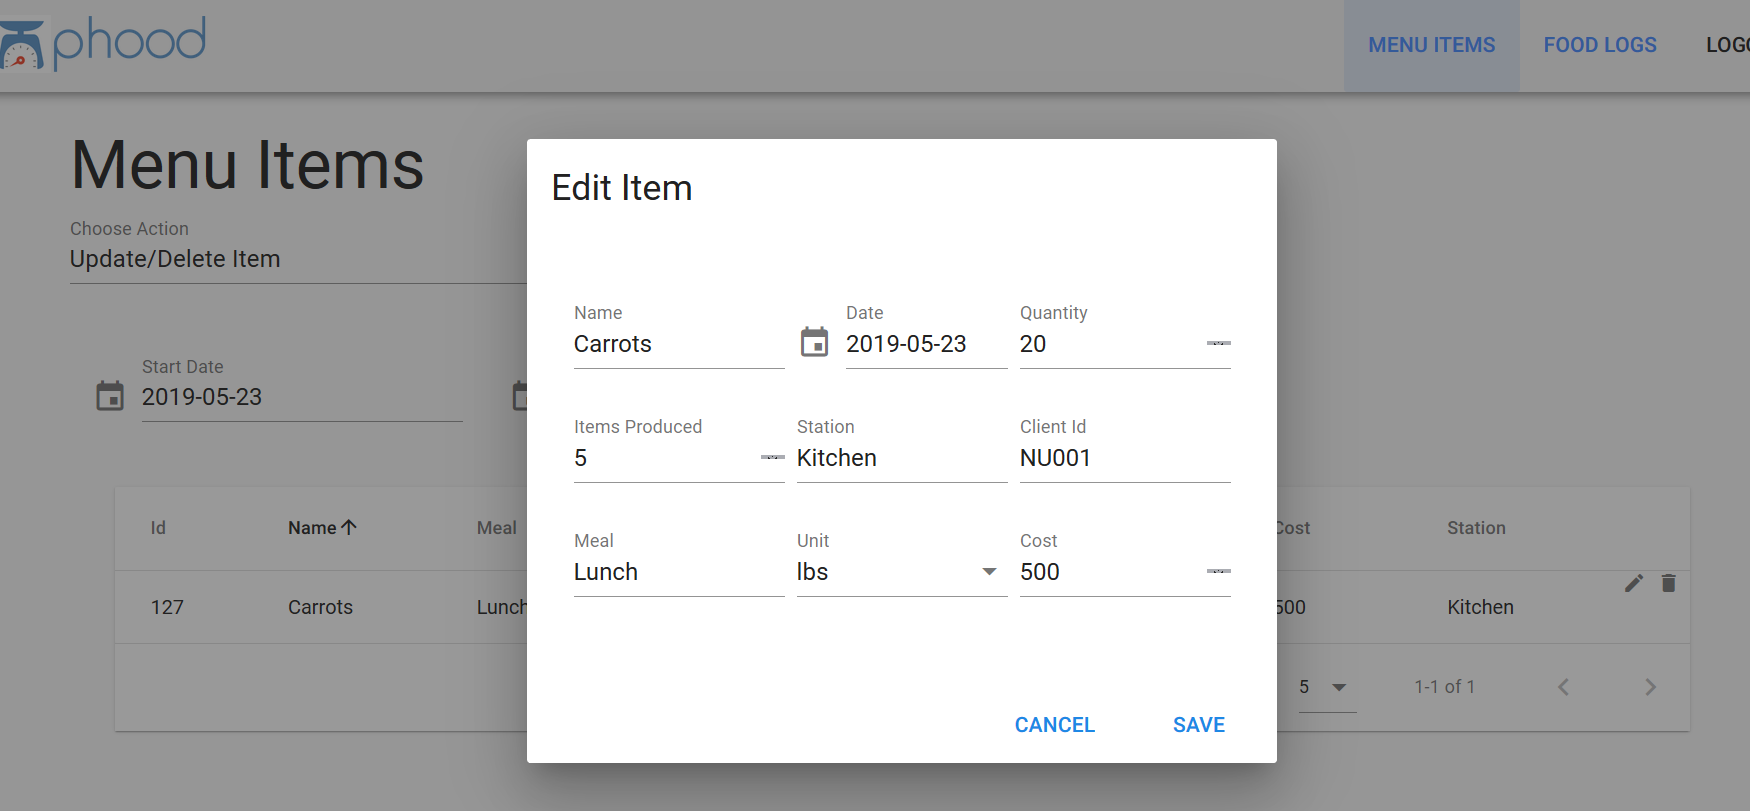 phood
MENU ITEMS
FOOD LOGS
Menu Items
Choose Action
Update/Delete Item
Start Date
2019-05-23
Edit Item
Name
Date
Quantity
Carrots
2019-05-23
20
Items Produced
Station
Client Id
5
Kitchen
NU001
Meal
Unit
Cost
Lunch
lbs
500
CANCEL
SAVE
Id
Name
Meal
Cost
Station
127
Carrots
Lunch
500
Kitchen
5
1-1 of 1